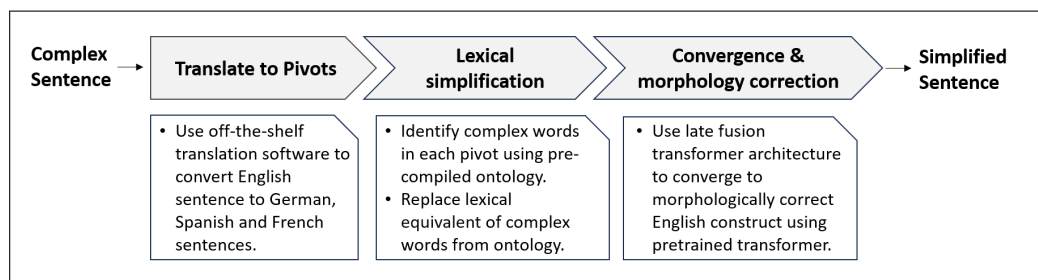 Complex
Sentence
Translate to Pivots
Lexical
simplification
Convergence &
morphology correction
Simplified
Sentence
• Use off-the-shelf
translation software to
convert English
sentence to German,
Spanish and French
sentences.
• Identify complex words
in each pivot using pre-
compiled ontology.
• Replace lexical
equivalent of complex
words from ontology.
• Use late fusion
transformer architecture
to converge to
morphologically correct
English construct using
pretrained transformer.